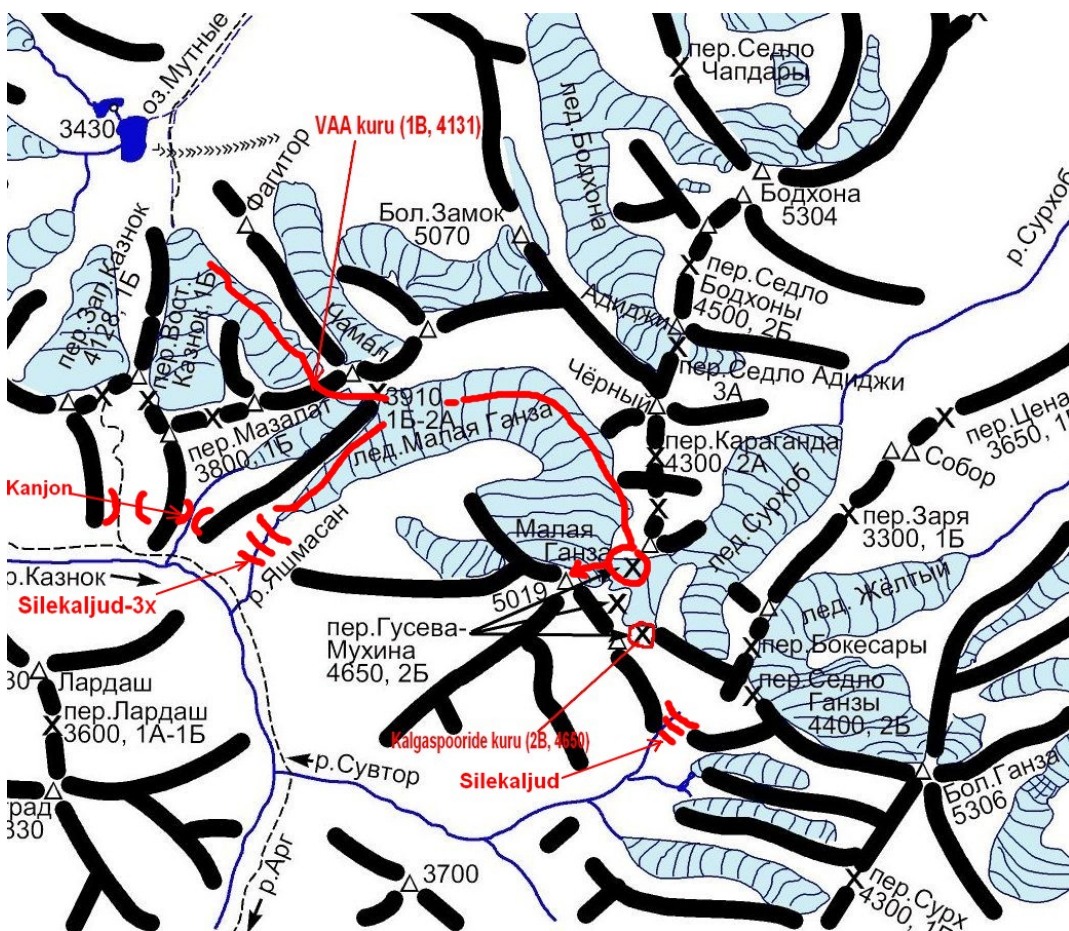 оз.Мутные
3430
VAA kuru (1B, 4131)
Фагитор
Бол.Замок
5070
лед.Бодхона
пер.Седло
Чапдары
Бодхона
5304
р.Сурхоб
пер.Седло
Бодхоны
4500, 2Б
Адиджи
пер.Седло Адиджи
3А
пер.Зап.Казнок
4128, 1Б
пер.Вост.
Казнок, 1Б
Чамал
3910
1Б-2А
пер.Мазалат
3800, 1Б
лед.Малая Ганза
Чёрный
пер.Караганда
4300, 2А
пер.Цена
3650, 1
Собор
пер.Заря
3300, 1Б
лед.Сурхоб
лед. Жёлтый
Kanjon
Silekaljud-3x
р.Казнок
р.Яшмасан
Малая
Ганза
5019
пер.Гусева-
Мухина
4650, 2Б
пер.Бокесары
пер.Седло
Ганзы
4400, 2Б
Kalgaspooride kuru (2B, 4650)
Silekaljud
30
Лардаш
пер.Лардаш
3600, 1А-1Б
р.Сувтор
град
330
р.Арг
3700
Бол.Ганза
5306
пер.Сурх
4300, 1